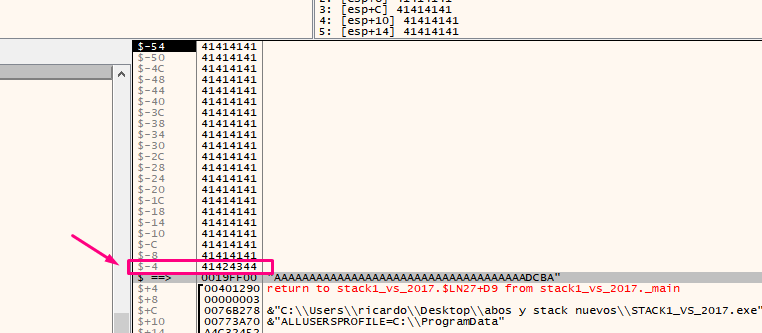 3: [esp+C] 41414141
4: [esp+10] 41414141
5: [esp+14] 41414141
$-54 41414141
$-50 41414141
$-4C 41414141
$-48 41414141
$-44 41414141
$-40 41414141
$-3C 41414141
$-38 41414141
$-34 41414141
$-30 41414141
$-2C 41414141
$-28 41414141
$-24 41414141
$-20 41414141
$-1C 41414141
$-18 41414141
$-14 41414141
$-10 41414141
$-C 41414141
$-8 41414141
$-4 41424344
$ ==> 0019FF00 "AAAAAAAAAAAAAAAAAAAAAAAAAAAAAAAAAAAADCBA"
$+4 00401290 return to stack1_vs_2017.$LN27+D9 from stack1_vs_2017._main
$+8 00000003
$+C 0076B278 &"C:\\Users\\ricardo\\Desktop\\abos y stack nuevos\\STACK1_VS_2017.exe"
$+10 00773A70 &"ALLUSERSPROFILE=C:\\ProgramData"